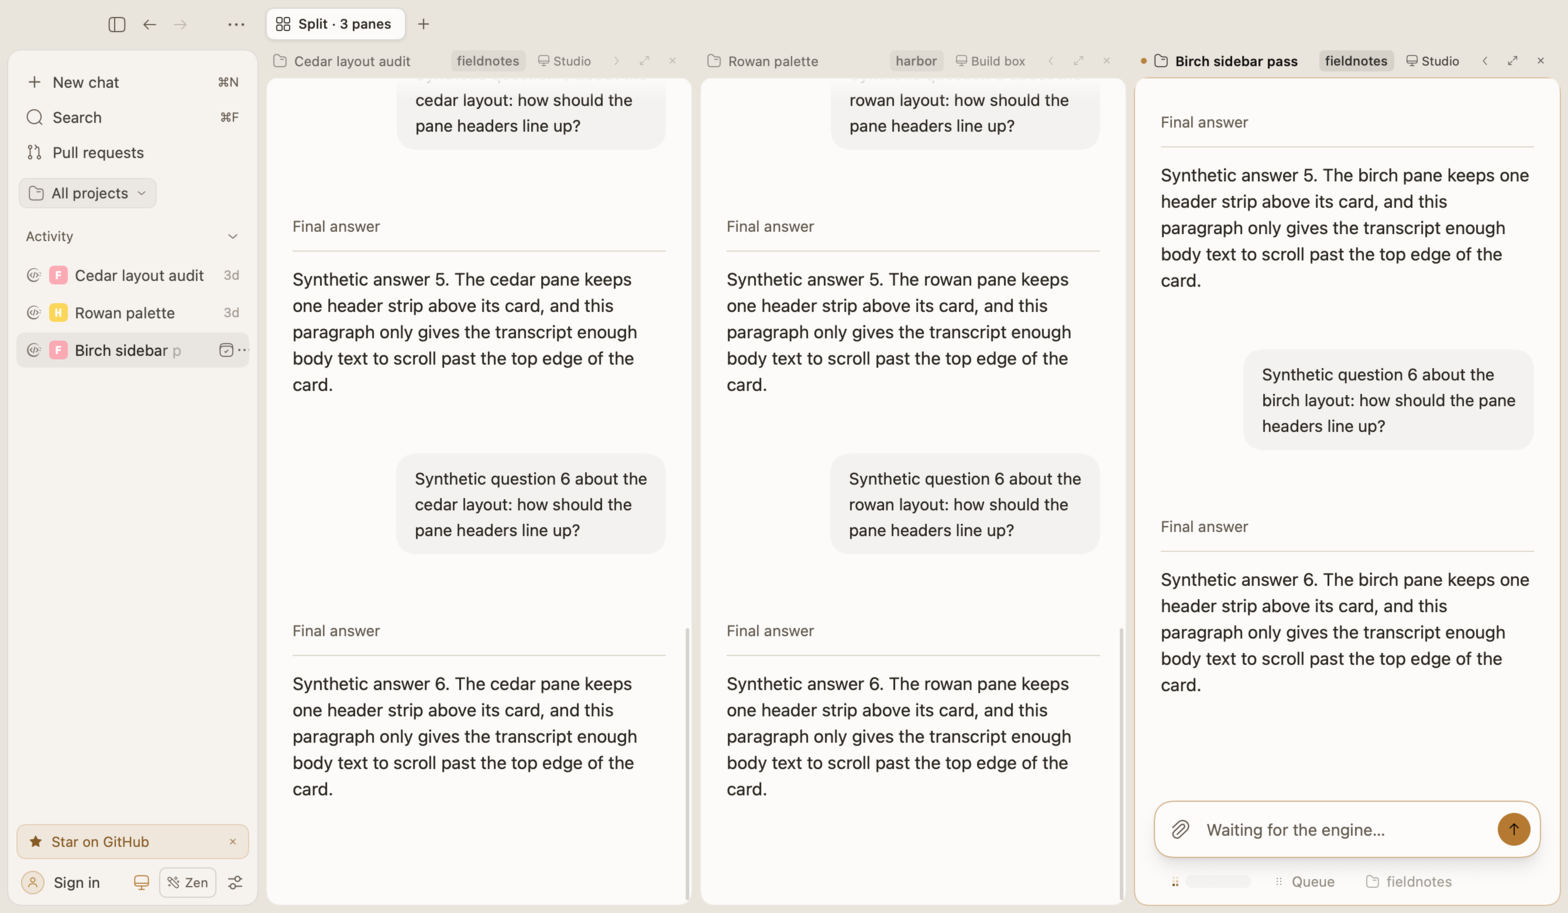 Split · 3 panes
New chat ⌘N
Search ⌘F
Pull requests
All projects
Activity
F Cedar layout audit 3d
H Rowan palette 3d
F Birch sidebar p
Star on GitHub
Sign in
Zen
Cedar layout audit fieldnotes Studio
cedar layout: how should the
pane headers line up?
Final answer
Synthetic answer 5. The cedar pane keeps
one header strip above its card, and this
paragraph only gives the transcript enough
body text to scroll past the top edge of the
card.
Synthetic question 6 about the
cedar layout: how should the
pane headers line up?
Final answer
Synthetic answer 6. The cedar pane keeps
one header strip above its card, and this
paragraph only gives the transcript enough
body text to scroll past the top edge of the
card.
Rowan palette harbor Build box
rowan layout: how should the
pane headers line up?
Final answer
Synthetic answer 5. The rowan pane keeps
one header strip above its card, and this
paragraph only gives the transcript enough
body text to scroll past the top edge of the
card.
Synthetic question 6 about the
rowan layout: how should the
pane headers line up?
Final answer
Synthetic answer 6. The rowan pane keeps
one header strip above its card, and this
paragraph only gives the transcript enough
body text to scroll past the top edge of the
card.
Birch sidebar pass fieldnotes Studio
Final answer
Synthetic answer 5. The birch pane keeps one
header strip above its card, and this
paragraph only gives the transcript enough
body text to scroll past the top edge of the
card.
Synthetic question 6 about the
birch layout: how should the pane
headers line up?
Final answer
Synthetic answer 6. The birch pane keeps one
header strip above its card, and this
paragraph only gives the transcript enough
body text to scroll past the top edge of the
card.
Waiting for the engine...
Queue fieldnotes